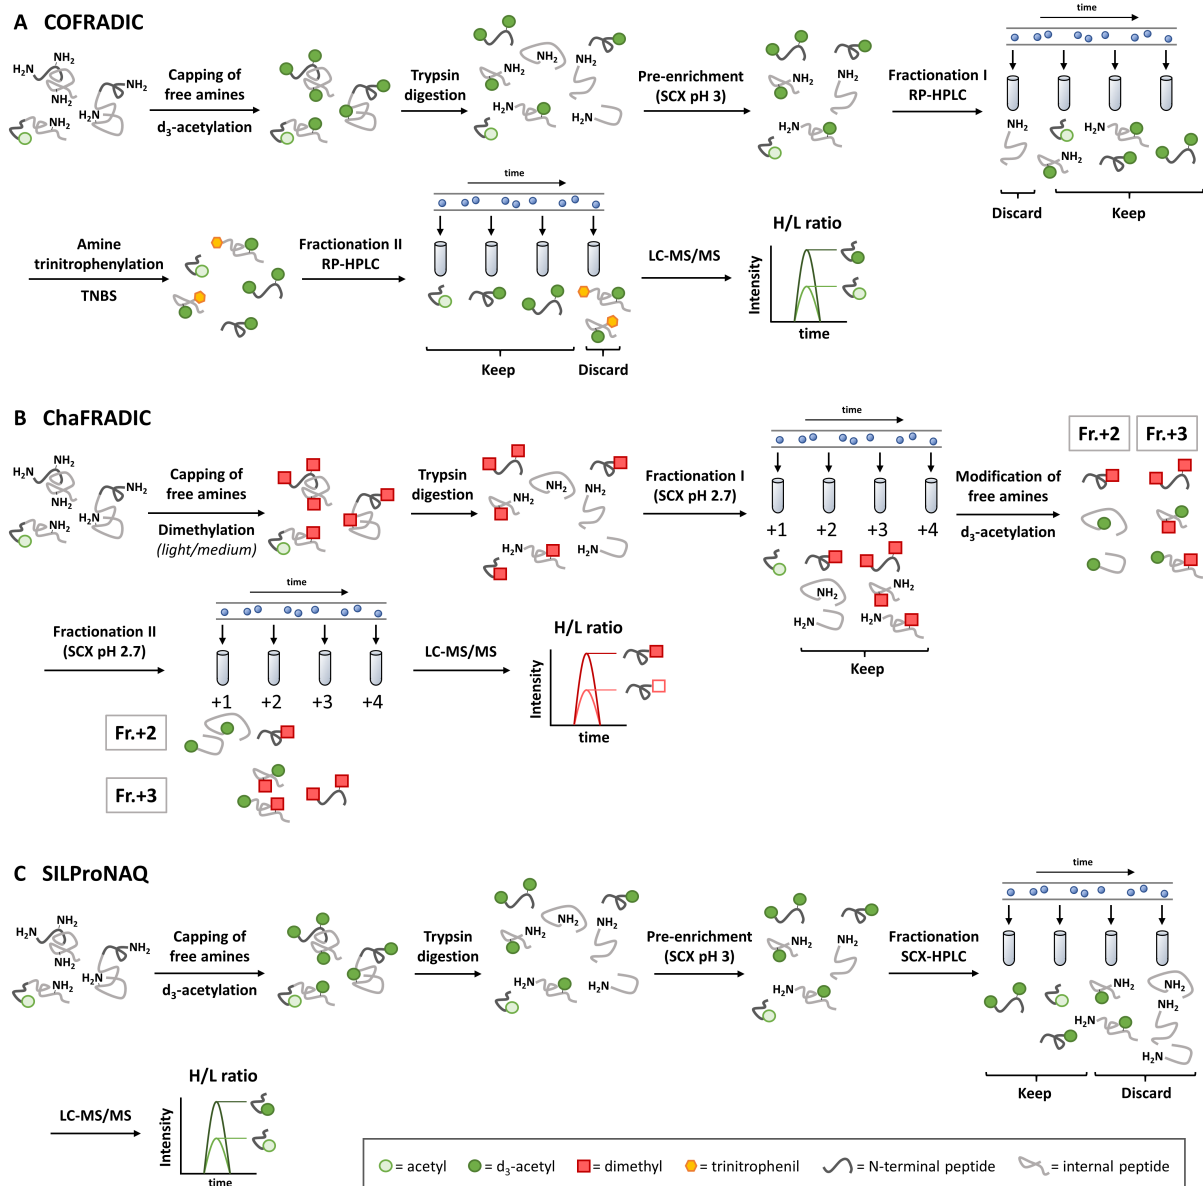 A COFRADIC
H₂N
NH₂
NH₂
NH₂
H₂N
NH₂
Capping of
free amines
d₃-acetylation
Trypsin
digestion
NH₂
NH₂
NH₂
H₂N
H₂N
Pre-enrichment
(SCX pH 3)
NH₂
NH₂
H₂N
Fractionation I
RP-HPLC
time
NH₂
NH₂
H₂N
Discard
Keep
Amine
trinitrophenylation
TNBS
Fractionation II
RP-HPLC
time
Keep
Discard
LC-MS/MS
H/L ratio
Intensity
time
B ChaFRADIC
H₂N
NH₂
NH₂
NH₂
H₂N
NH₂
Capping of
free amines
Dimethylation
(light/medium)
Trypsin
digestion
NH₂
NH₂
NH₂
H₂N
H₂N
Fractionation I
(SCX pH 2.7)
time
+1 +2 +3 +4
NH₂
NH₂
H₂N
H₂N
Keep
Modification of
free amines
d₃-acetylation
Fr.+2 Fr.+3
Fractionation II
(SCX pH 2.7)
time
+1 +2 +3 +4
Fr.+2
Fr.+3
LC-MS/MS
H/L ratio
Intensity
time
C SILProNAQ
H₂N
NH₂
NH₂
NH₂
H₂N
NH₂
Capping of
free amines
d₃-acetylation
Trypsin
digestion
NH₂
NH₂
NH₂
H₂N
H₂N
Pre-enrichment
(SCX pH 3)
NH₂
NH₂
H₂N
Fractionation
SCX-HPLC
time
NH₂
NH₂
NH₂
H₂N
H₂N
Keep
Discard
LC-MS/MS
H/L ratio
Intensity
time
= acetyl = d₃-acetyl = dimethyl = trinitrophenil = N-terminal peptide = internal peptide